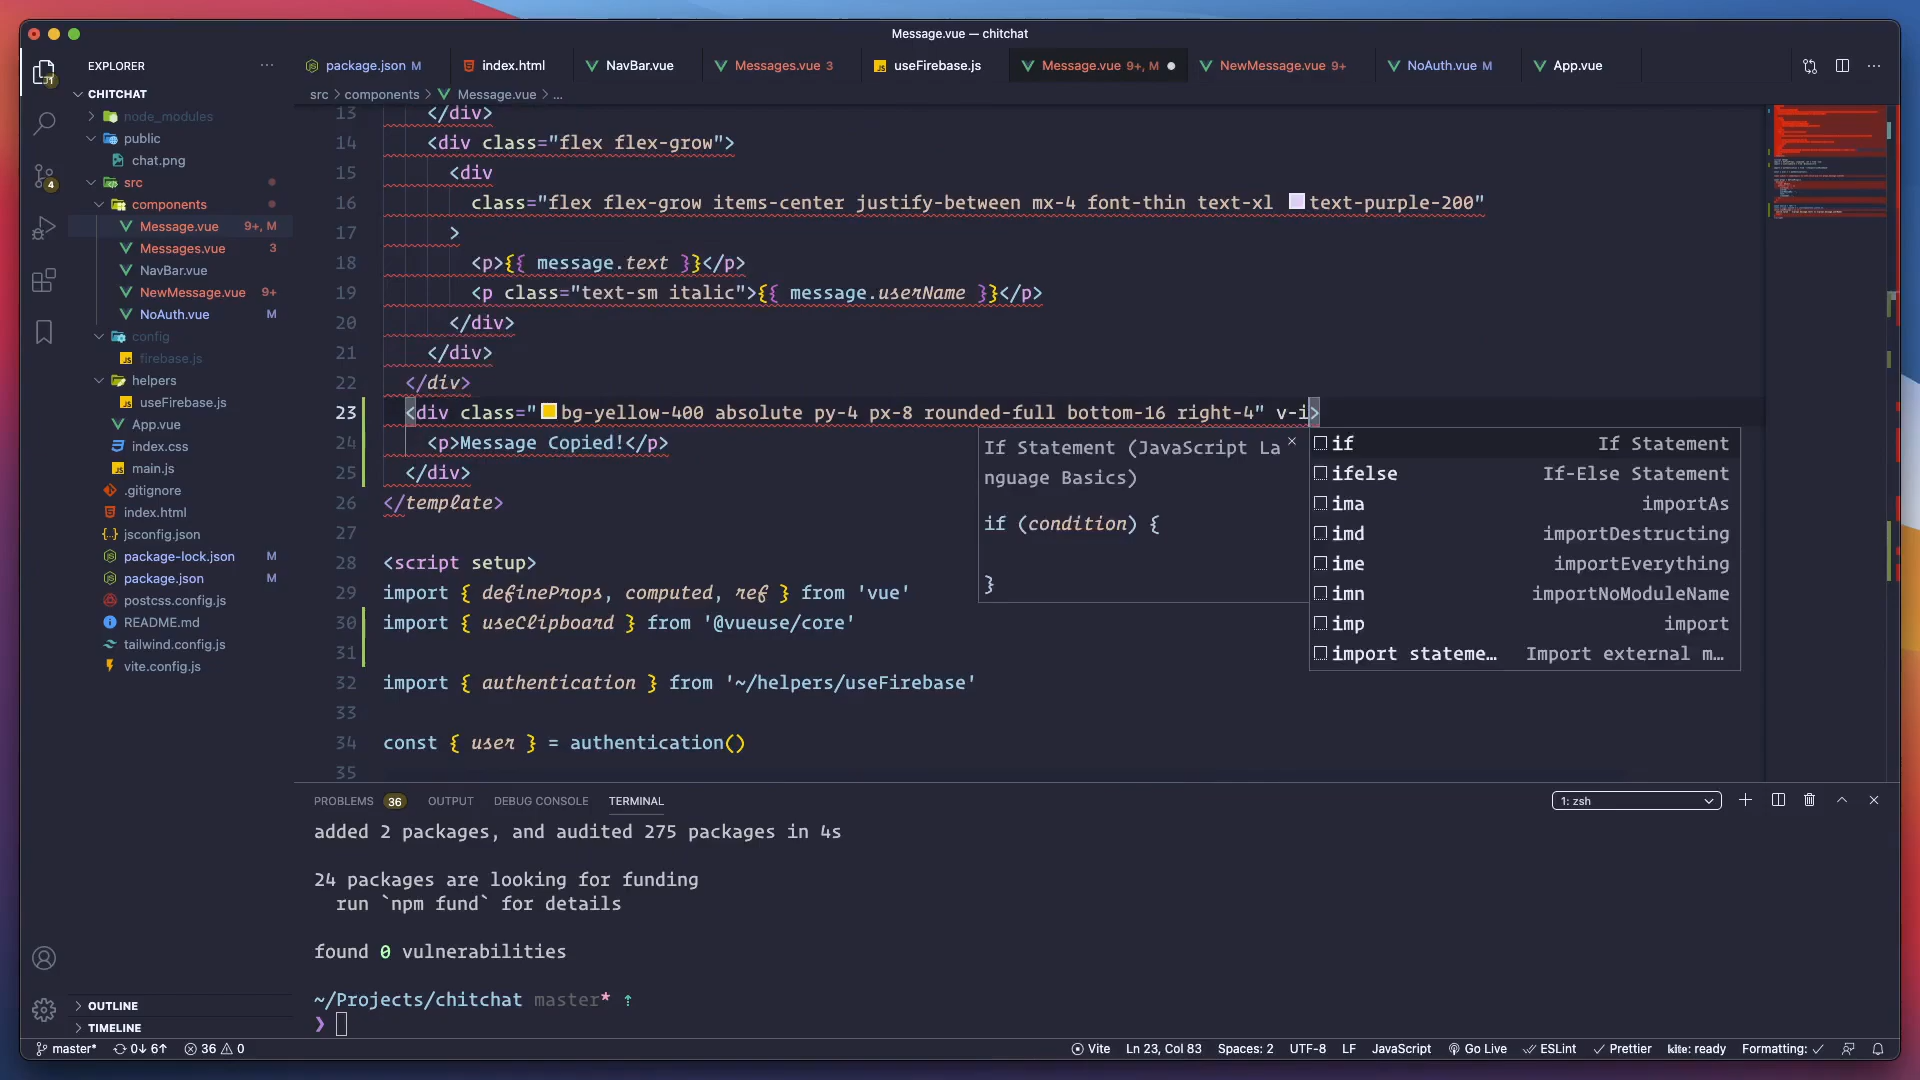 Message.vue — chitchat
EXPLORER
package.json M
index.html
NavBar.vue
Messages.vue 3
useFirebase.js
Message.vue 9+, M
NewMessage.vue 9+
NoAuth.vue M
App.vue
src > components > Message.vue > ...
CHITCHAT
node_modules
public
chat.png
src
components
Message.vue 9+, M
Messages.vue 3
NavBar.vue
NewMessage.vue 9+
NoAuth.vue M
config
firebase.js
helpers
useFirebase.js
App.vue
index.css
main.js
.gitignore
index.html
jsconfig.json
package-lock.json M
package.json M
postcss.config.js
README.md
tailwind.config.js
vite.config.js
OUTLINE
TIMELINE
4
13 </div>
14 <div class="flex flex-grow">
15 <div
16 class="flex flex-grow items-center justify-between mx-4 font-thin text-xl text-purple-200"
17 >
18 <p>{{ message.text }}</p>
19 <p class="text-sm italic">{{ message.userName }}</p>
20 </div>
21 </div>
22 </div>
23 <div class="bg-yellow-400 absolute py-4 px-8 rounded-full bottom-16 right-4" v-i>
24 <p>Message Copied!</p>
25 </div>
26 </template>
27
28 <script setup>
29 import { defineProps, computed, ref } from 'vue'
30 import { useClipboard } from '@vueuse/core'
31
32 import { authentication } from '~/helpers/useFirebase'
33
34 const { user } = authentication()
35
If Statement (JavaScript La
nguage Basics)
if (condition) {
}
if If Statement
ifelse If-Else Statement
ima importAs
imd importDestructing
ime importEverything
imn importNoModuleName
imp import
import stateme… Import external m…
PROBLEMS 36 OUTPUT DEBUG CONSOLE TERMINAL
1: zsh
added 2 packages, and audited 275 packages in 4s
24 packages are looking for funding
run `npm fund` for details
found 0 vulnerabilities
~/Projects/chitchat master* ⇡
❯
master* 0↓ 6↑ 36 0
Vite Ln 23, Col 83 Spaces: 2 UTF-8 LF JavaScript Go Live ESLint Prettier kite: ready Formatting: ✓